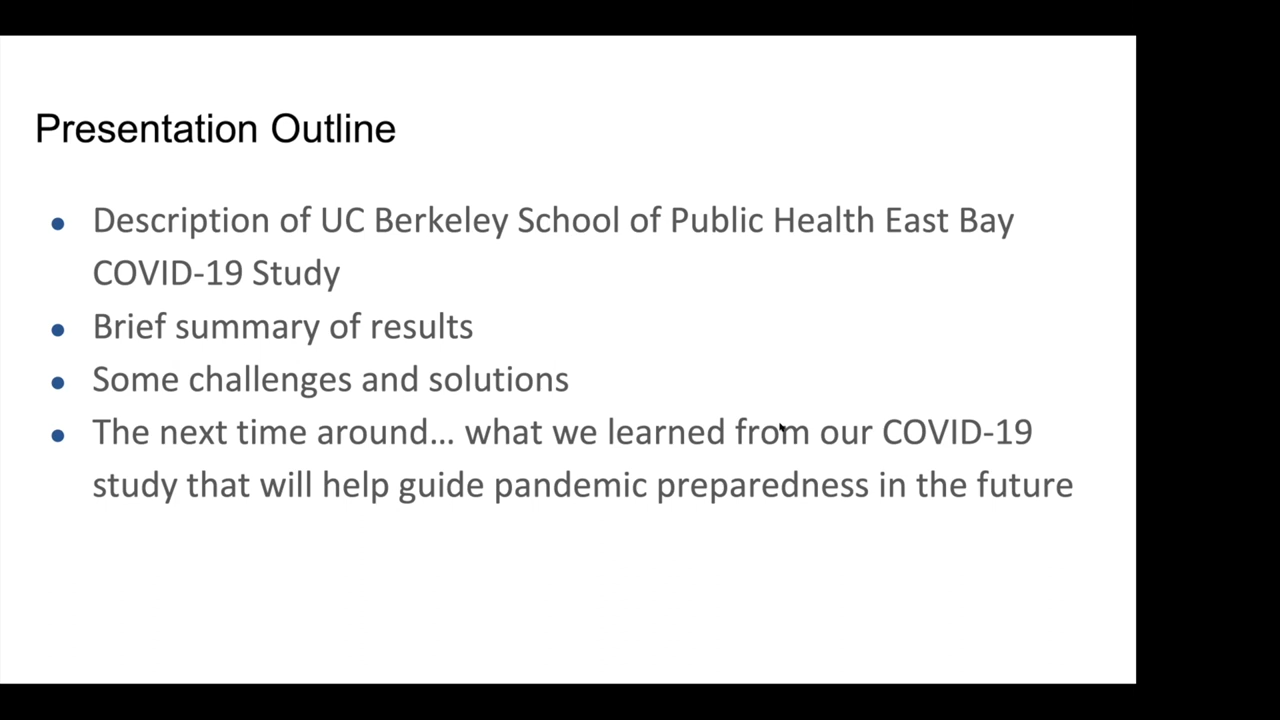 Presentation Outline
● Description of UC Berkeley School of Public Health East Bay
COVID-19 Study
● Brief summary of results
● Some challenges and solutions
● The next time around… what we learned from our COVID-19
study that will help guide pandemic preparedness in the future